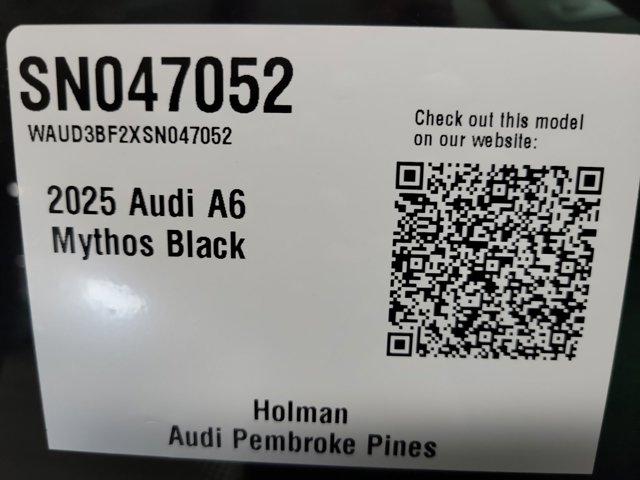 SN047052
WAUD3BF2XSN047052
Check out this model
on our website:
2025 Audi A6
Mythos Black
Holman
Audi Pembroke Pines